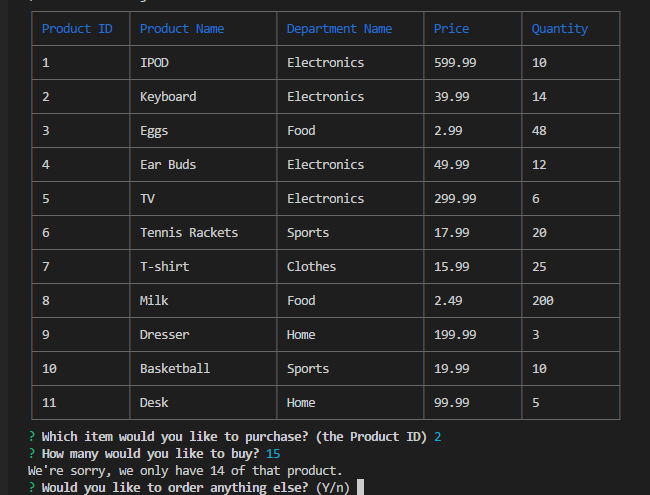 Product ID Product Name Department Name Price Quantity
1 IPOD Electronics 599.99 10
2 Keyboard Electronics 39.99 14
3 Eggs Food 2.99 48
4 Ear Buds Electronics 49.99 12
5 TV Electronics 299.99 6
6 Tennis Rackets Sports 17.99 20
7 T-shirt Clothes 15.99 25
8 Milk Food 2.49 200
9 Dresser Home 199.99 3
10 Basketball Sports 19.99 10
11 Desk Home 99.99 5
? Which item would you like to purchase? (the Product ID) 2
? How many would you like to buy? 15
We're sorry, we only have 14 of that product.
? Would you like to order anything else? (Y/n)